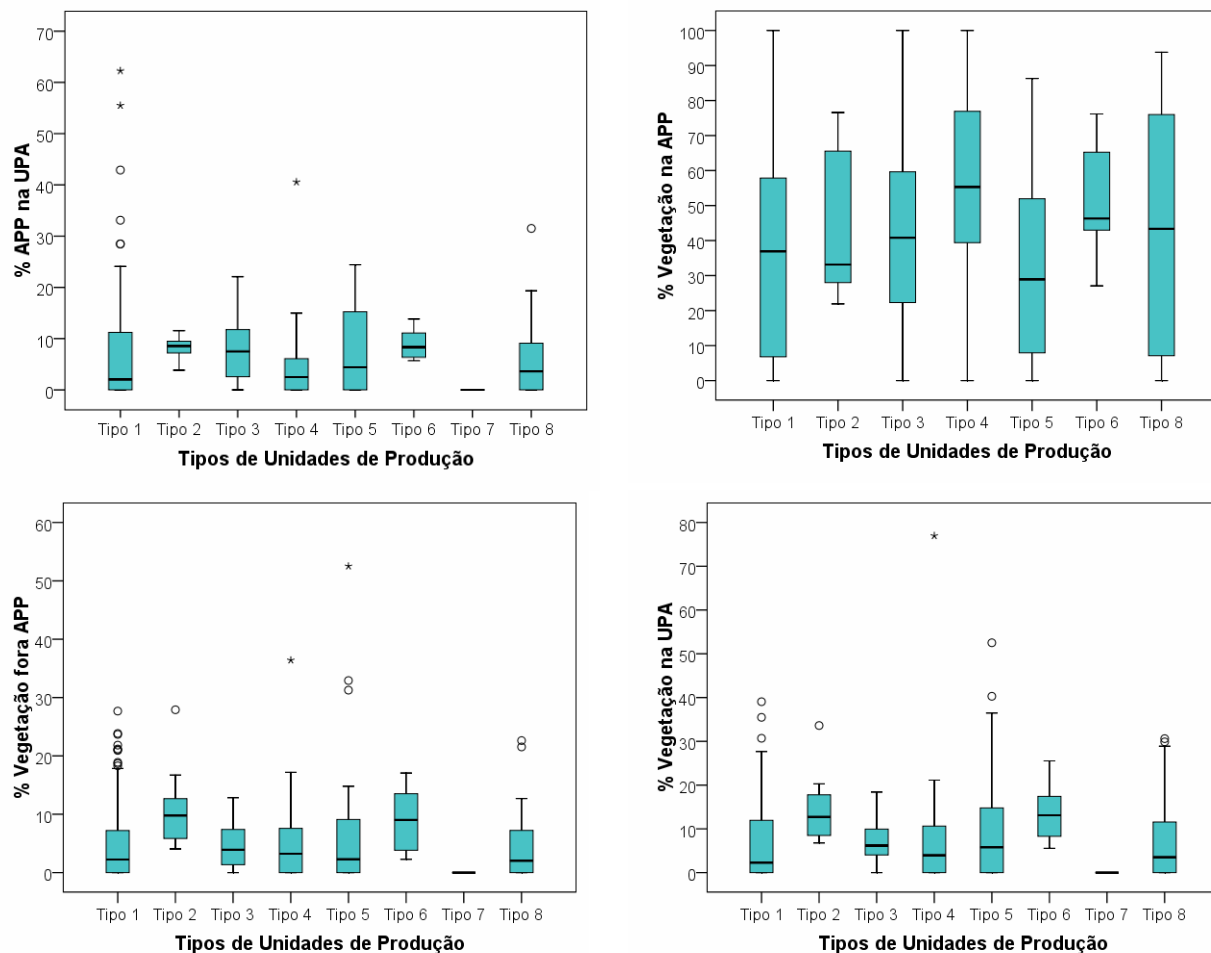 % APP na UPA
70
60
50
40
30
20
10
0
Tipo 1 Tipo 2 Tipo 3 Tipo 4 Tipo 5 Tipo 6 Tipo 7 Tipo 8
Tipos de Unidades de Produção
% Vegetação na APP
100
90
80
70
60
50
40
30
20
10
0
Tipo 1 Tipo 2 Tipo 3 Tipo 4 Tipo 5 Tipo 6 Tipo 8
Tipos de Unidades de Produção
% Vegetação fora APP
60
50
40
30
20
10
0
Tipo 1 Tipo 2 Tipo 3 Tipo 4 Tipo 5 Tipo 6 Tipo 7 Tipo 8
Tipos de Unidades de Produção
% Vegetação na UPA
80
70
60
50
40
30
20
10
0
Tipo 1 Tipo 2 Tipo 3 Tipo 4 Tipo 5 Tipo 6 Tipo 7 Tipo 8
Tipos de Unidades de Produção